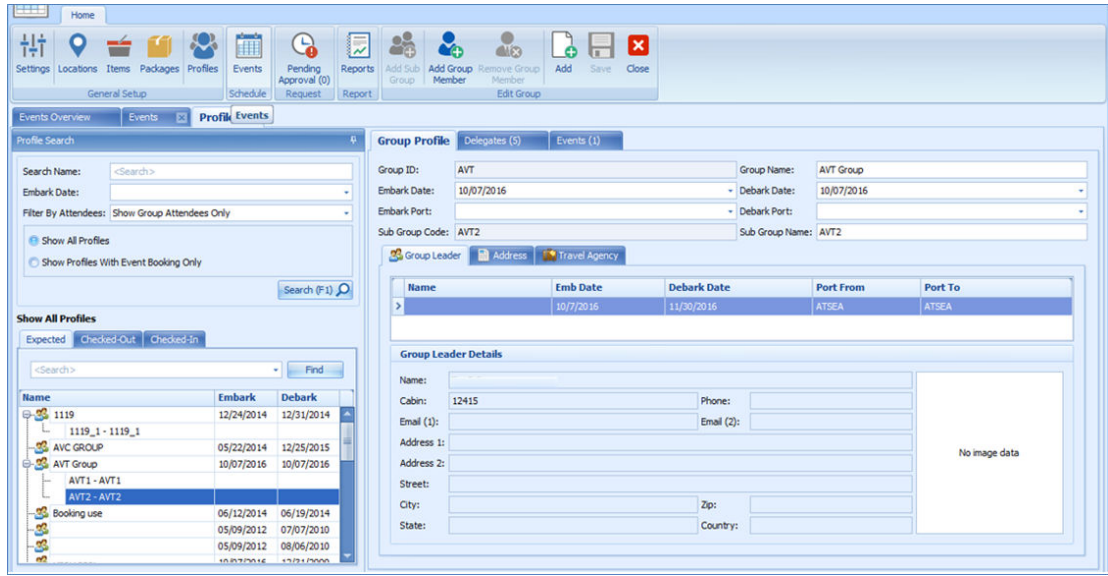 Home
Settings Locations Items Packages Profiles Events Pending Approval (0) Reports Add Sub Group Add Group Member Remove Group Member Add Save Close
General Setup Schedule Request Report Edit Group
Events Overview Events Events
Profile Search
Search Name: <Search>
Embark Date:
Filter By Attendees: Show Group Attendees Only
Show All Profiles
Show Profiles With Event Booking Only
Search (F1)
Show All Profiles
Expected Checked-Out Checked-In
<Search> Find
Name Embark Debark
1119 12/24/2014 12/31/2014
1119_1 - 1119_1
AVC GROUP 05/22/2014 12/25/2015
AVT Group 10/07/2016 10/07/2016
AVT1 - AVT1
AVT2 - AVT2
Booking use 06/12/2014 06/19/2014
05/09/2012 07/07/2010
05/09/2012 08/06/2010
Group Profile Delegates (5) Events (1)
Group ID: AVT Group Name: AVT Group
Embark Date: 10/07/2016 Debark Date: 10/07/2016
Embark Port: Debark Port:
Sub Group Code: AVT2 Sub Group Name: AVT2
Group Leader Address Travel Agency
Name Emb Date Debark Date Port From Port To
10/7/2016 11/30/2016 ATSEA ATSEA
Group Leader Details
Name:
Cabin: 12415 Phone:
Email (1): Email (2):
Address 1:
Address 2:
Street:
City: Zip:
State: Country:
No image data